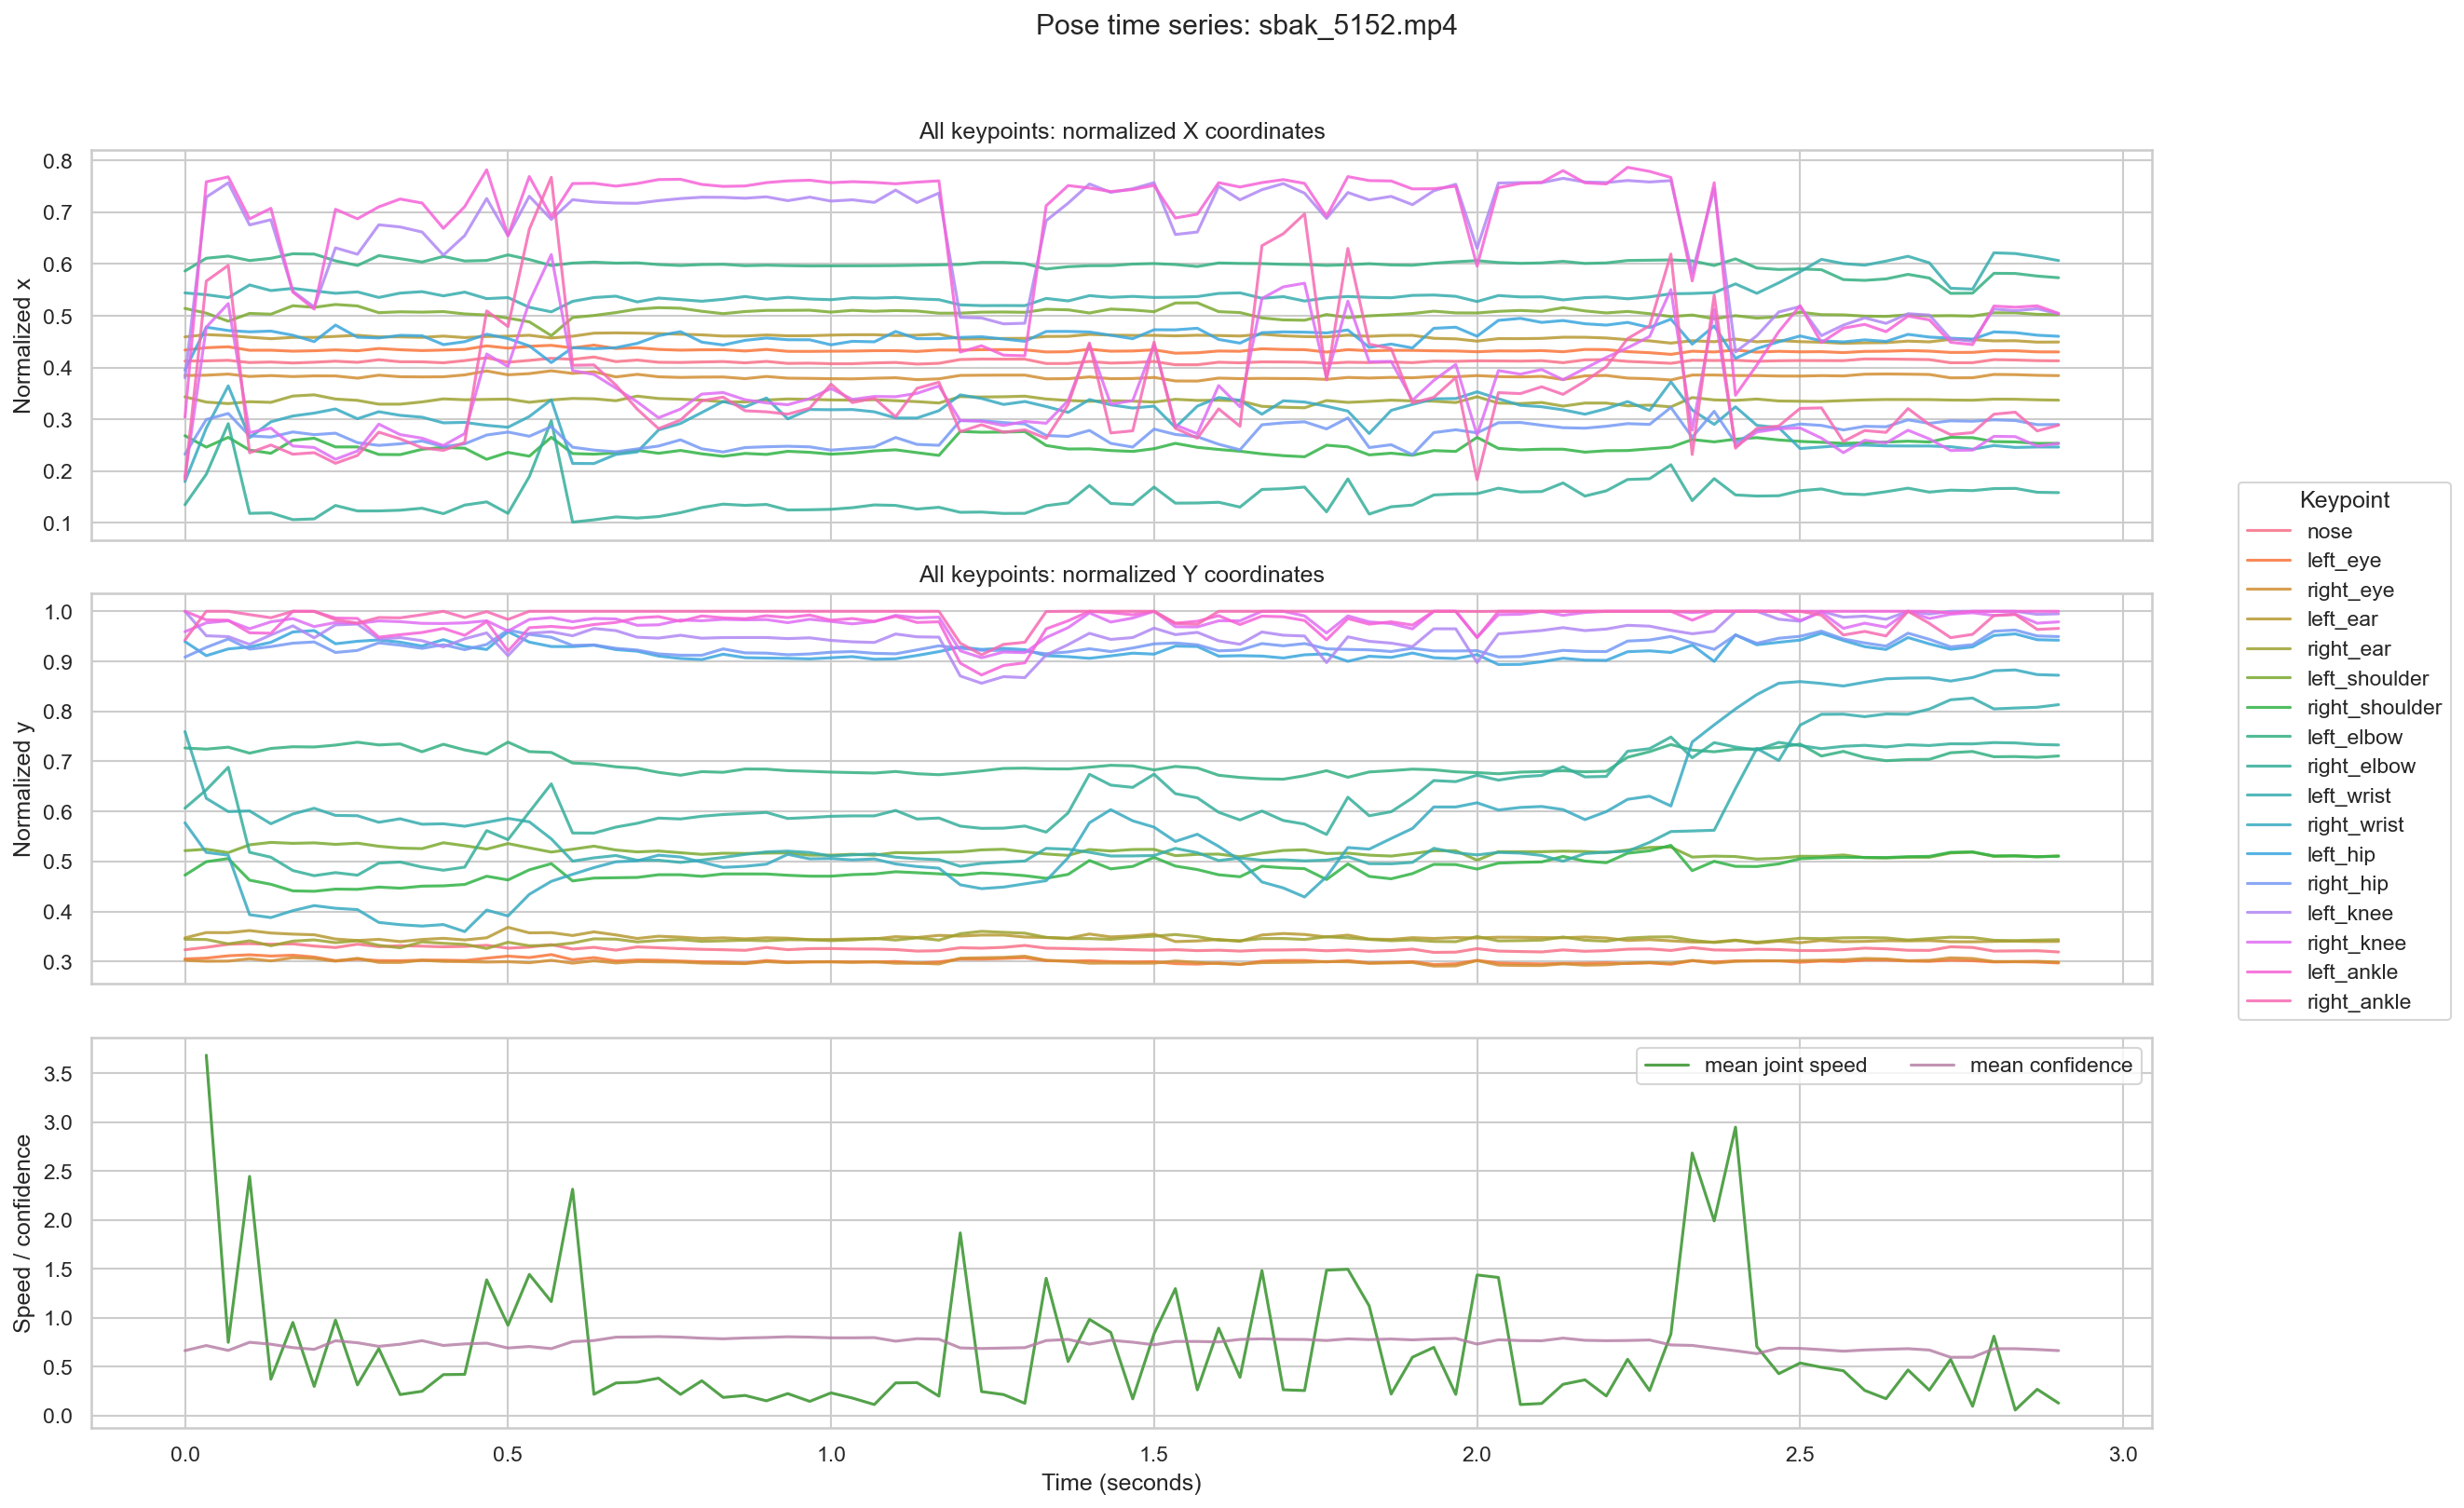 Pose time series: sbak_5152.mp4
All keypoints: normalized X coordinates
Normalized x
0.8
0.7
0.6
0.5
0.4
0.3
0.2
0.1
All keypoints: normalized Y coordinates
Normalized y
1.0
0.9
0.8
0.7
0.6
0.5
0.4
0.3
Keypoint
nose
left_eye
right_eye
left_ear
right_ear
left_shoulder
right_shoulder
left_elbow
right_elbow
left_wrist
right_wrist
left_hip
right_hip
left_knee
right_knee
left_ankle
right_ankle
mean joint speed
mean confidence
Speed / confidence
3.5
3.0
2.5
2.0
1.5
1.0
0.5
0.0
0.0 0.5 1.0 1.5 2.0 2.5 3.0
Time (seconds)